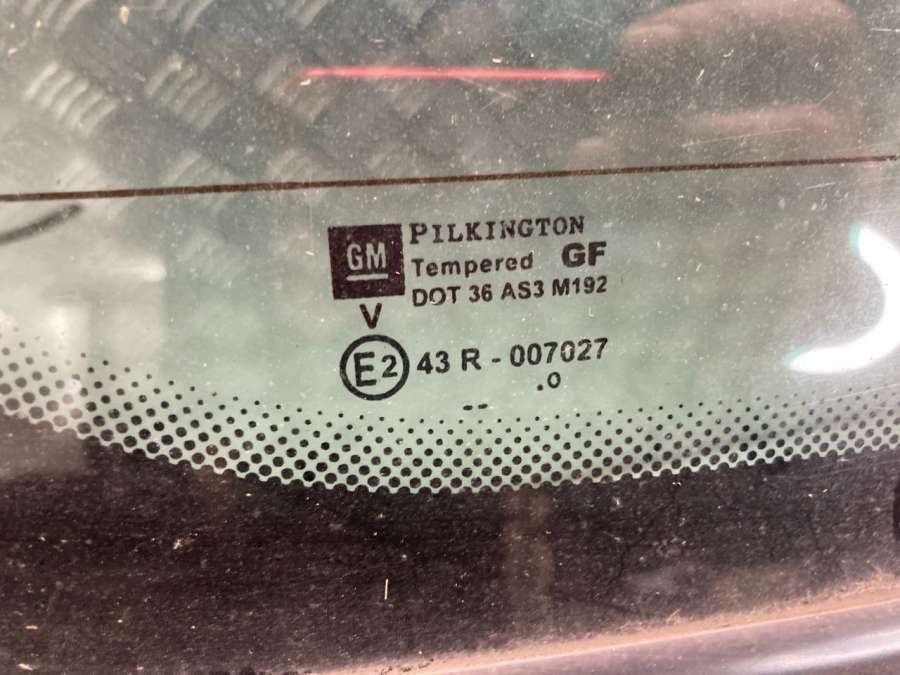 GM
PILKINGTON
Tempered GF
DOT 36 AS3 M192
V
E2 43 R - 007027
.0
--